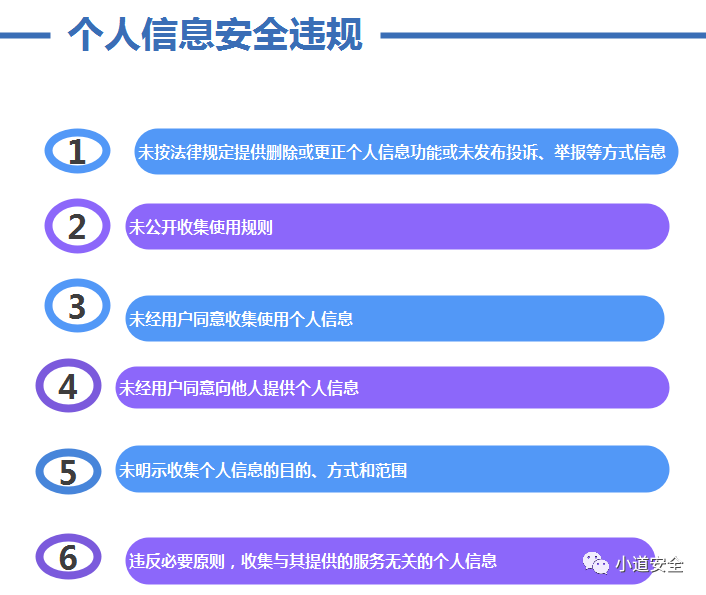 个人信息安全违规
1
未按法律规定提供删除或更正个人信息功能或未发布投诉、举报等方式信息
2
未公开收集使用规则
3
未经用户同意收集使用个人信息
4
未经用户同意向他人提供个人信息
5
未明示收集个人信息的目的、方式和范围
6
违反必要原则，收集与其提供的服务无关的个人信息
小道安全